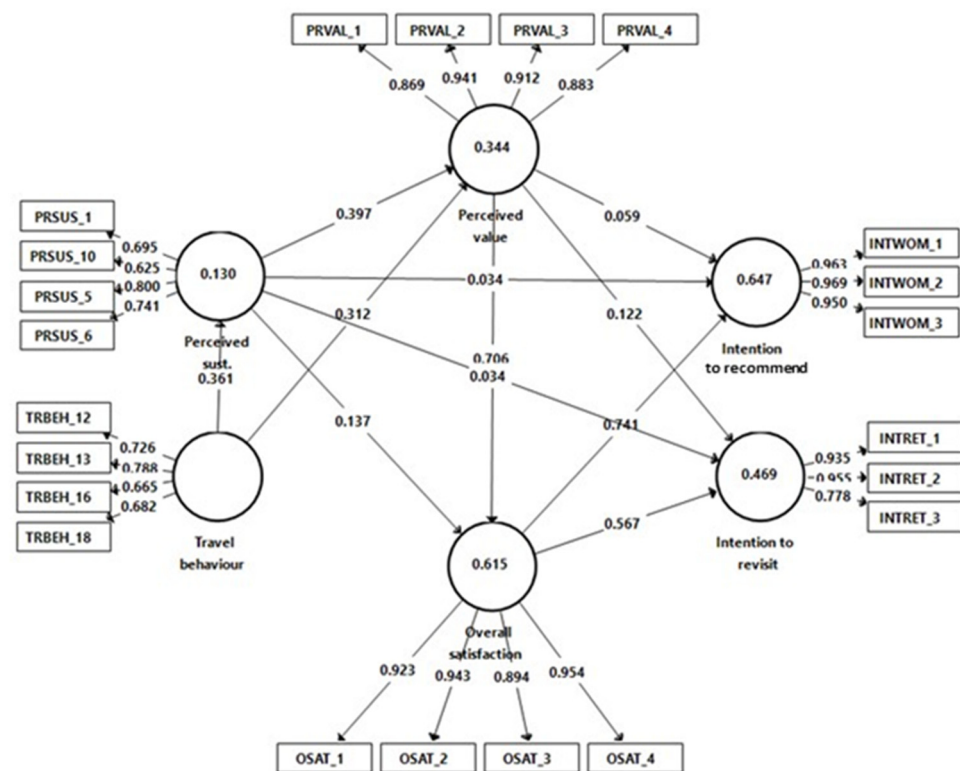 PRVAL_1
PRVAL_2
PRVAL_3
PRVAL_4
0.869
0.941
0.912
0.883
0.344
Perceived
value
PRSUS_1
PRSUS_10
PRSUS_5
PRSUS_6
0.695
0.625
0.800
0.741
0.130
Perceived
sust.
0.397
0.059
0.034
0.312
0.122
0.361
0.706
0.034
0.137
0.741
0.567
0.647
Intention
to recommend
0.963
0.969
0.950
INTWOM_1
INTWOM_2
INTWOM_3
TRBEH_12
TRBEH_13
TRBEH_16
TRBEH_18
0.726
0.788
0.665
0.682
Travel
behaviour
0.469
Intention to
revisit
0.935
0.955
0.778
INTRET_1
INTRET_2
INTRET_3
0.615
Overall
satisfaction
0.923
0.943
0.894
0.954
OSAT_1
OSAT_2
OSAT_3
OSAT_4